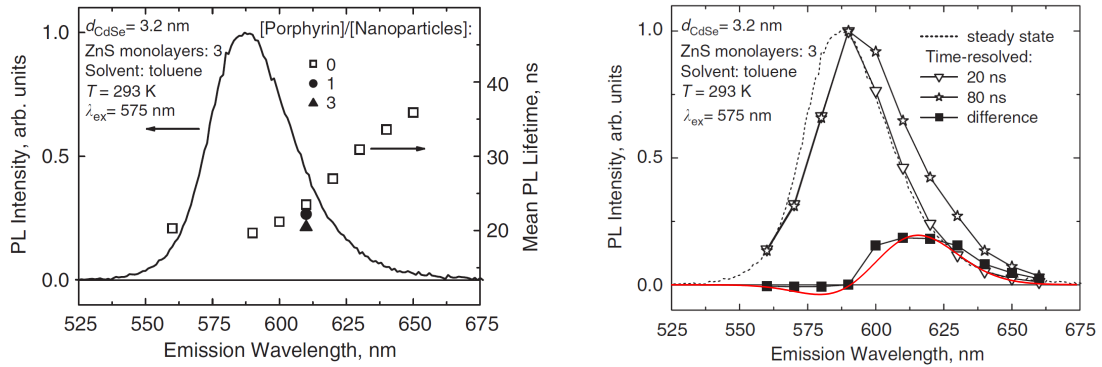 d_CdSe = 3.2 nm
ZnS monolayers: 3
Solvent: toluene
T = 293 K
λ_ex = 575 nm
[Porphyrin]/[Nanoparticles]:
0
1
3
PL Intensity, arb. units
1.0
0.5
0.0
Mean PL Lifetime, ns
40
30
20
525 550 575 600 625 650 675
Emission Wavelength, nm
d_CdSe = 3.2 nm
ZnS monolayers: 3
Solvent: toluene
T = 293 K
λ_ex = 575 nm
steady state
Time-resolved:
20 ns
80 ns
difference
PL Intensity, arb. units
1.0
0.5
0.0
525 550 575 600 625 650 675
Emission Wavelength, nm